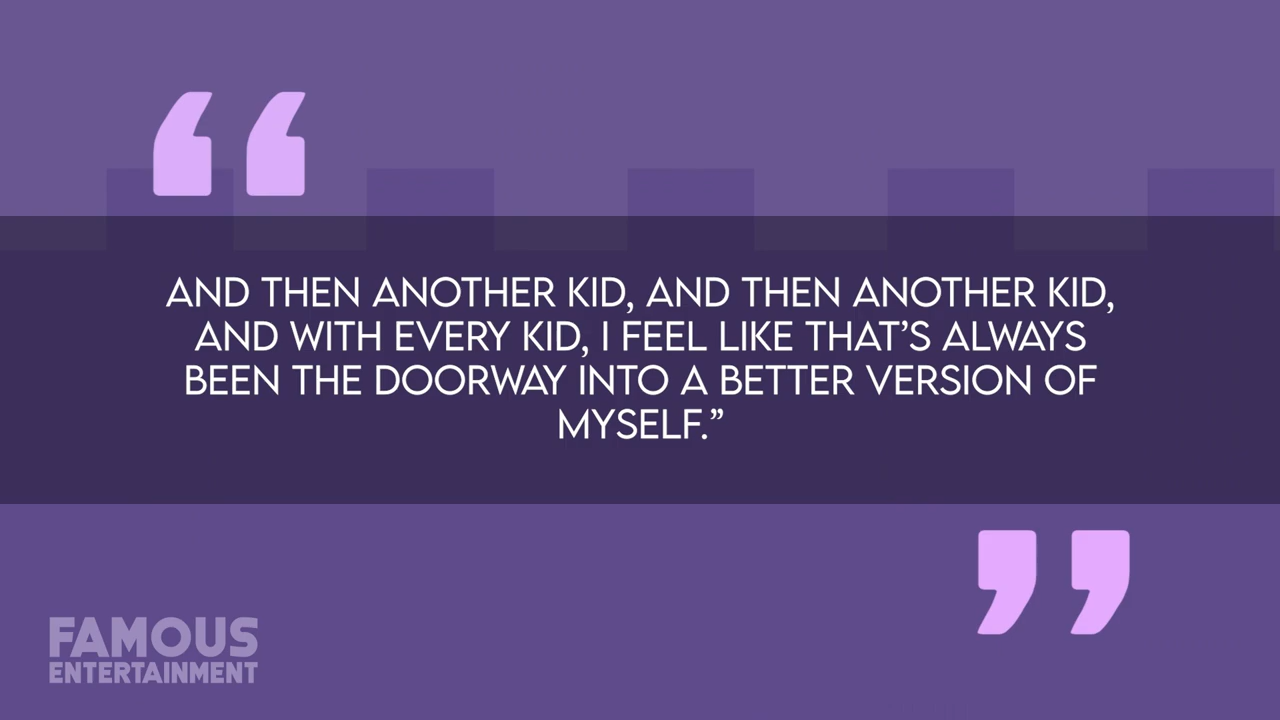 AND THEN ANOTHER KID, AND THEN ANOTHER KID,
AND WITH EVERY KID, I FEEL LIKE THAT’S ALWAYS
BEEN THE DOORWAY INTO A BETTER VERSION OF
MYSELF.”
FAMOUS
ENTERTAINMENT